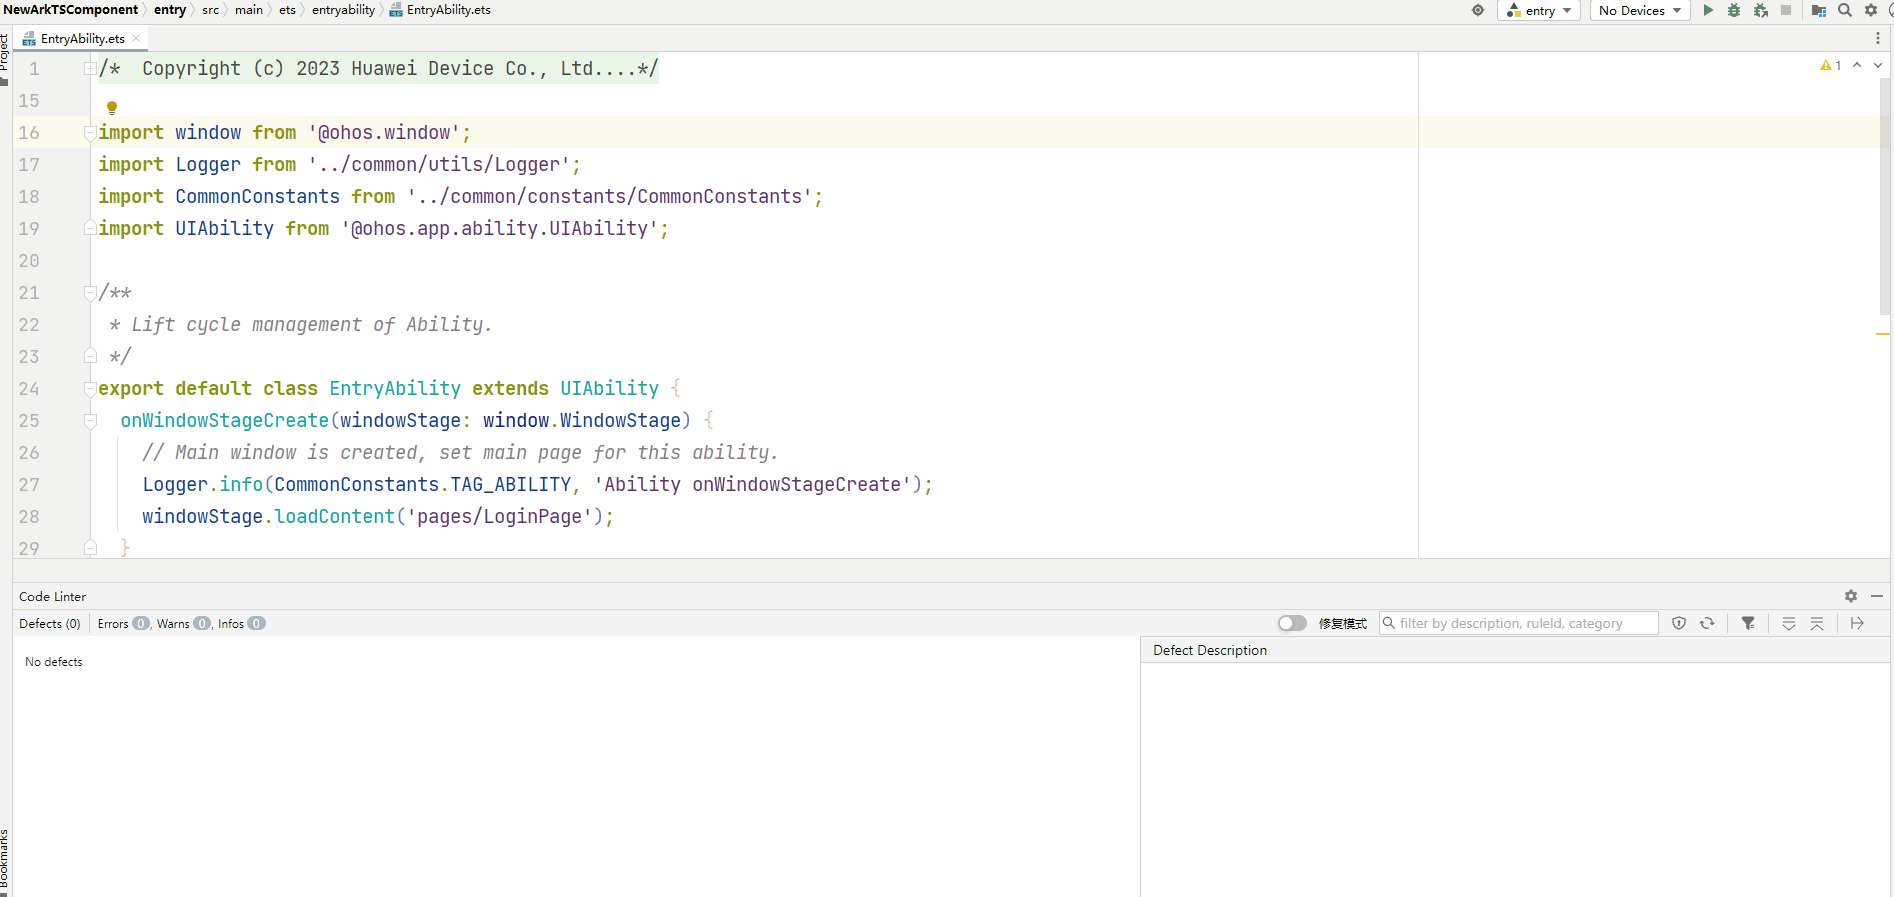 NewArkTSComponent entry src main ets entryability EntryAbility.ets entry No Devices
Project
EntryAbility.ets
1 /* Copyright (c) 2023 Huawei Device Co., Ltd....*/
1
15
16 import window from '@ohos.window';
17 import Logger from '../common/utils/Logger';
18 import CommonConstants from '../common/constants/CommonConstants';
19 import UIAbility from '@ohos.app.ability.UIAbility';
20
21 /**
22 * Lift cycle management of Ability.
23 */
24 export default class EntryAbility extends UIAbility {
25 onWindowStageCreate(windowStage: window.WindowStage) {
26 // Main window is created, set main page for this ability.
27 Logger.info(CommonConstants.TAG_ABILITY, 'Ability onWindowStageCreate');
28 windowStage.loadContent('pages/LoginPage');
29 }
Code Linter
Defects (0) Errors 0, Warns 0, Infos 0 修复模式 filter by description, ruleId, category
No defects
Defect Description
Bookmarks